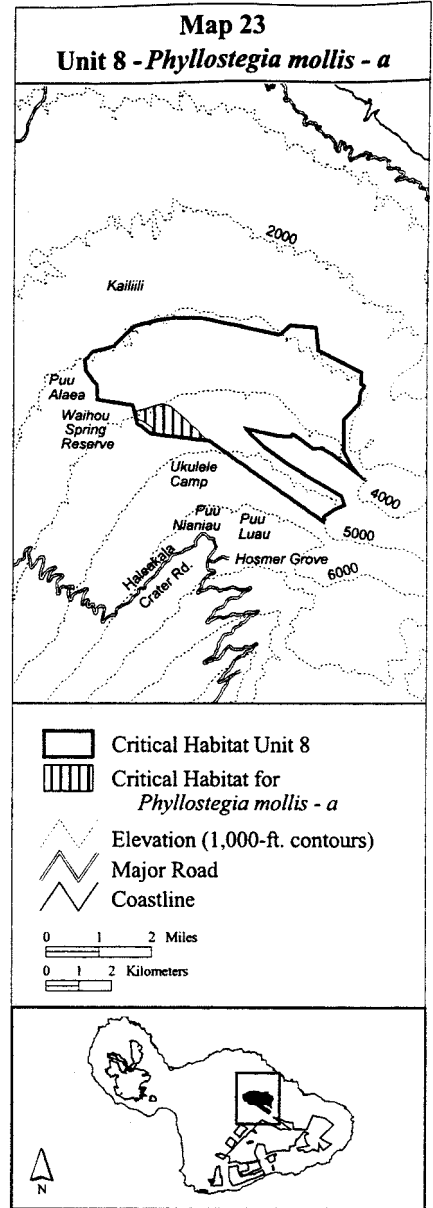 Map 23
Unit 8 - Phyllostegia mollis - a
2000
Kailiili
Puu
Alaea
Waihou
Spring
Reserve
Ukulele
Camp
4000
Puu
Nianiau
Puu
Luau
5000
Haleakala
Crater Rd.
Hosmer Grove
6000
Critical Habitat Unit 8
Critical Habitat for
Phyllostegia mollis - a
Elevation (1,000-ft. contours)
Major Road
Coastline
0 1 2 Miles
0 1 2 Kilometers
N